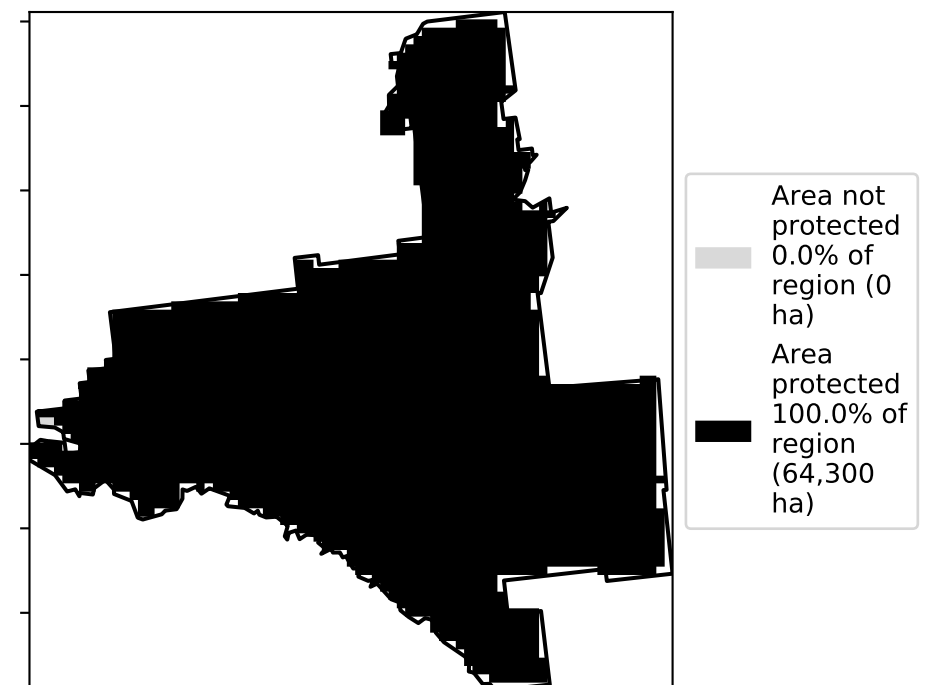 Area not
protected
0.0% of
region (0
ha)
Area
protected
100.0% of
region
(64,300
ha)